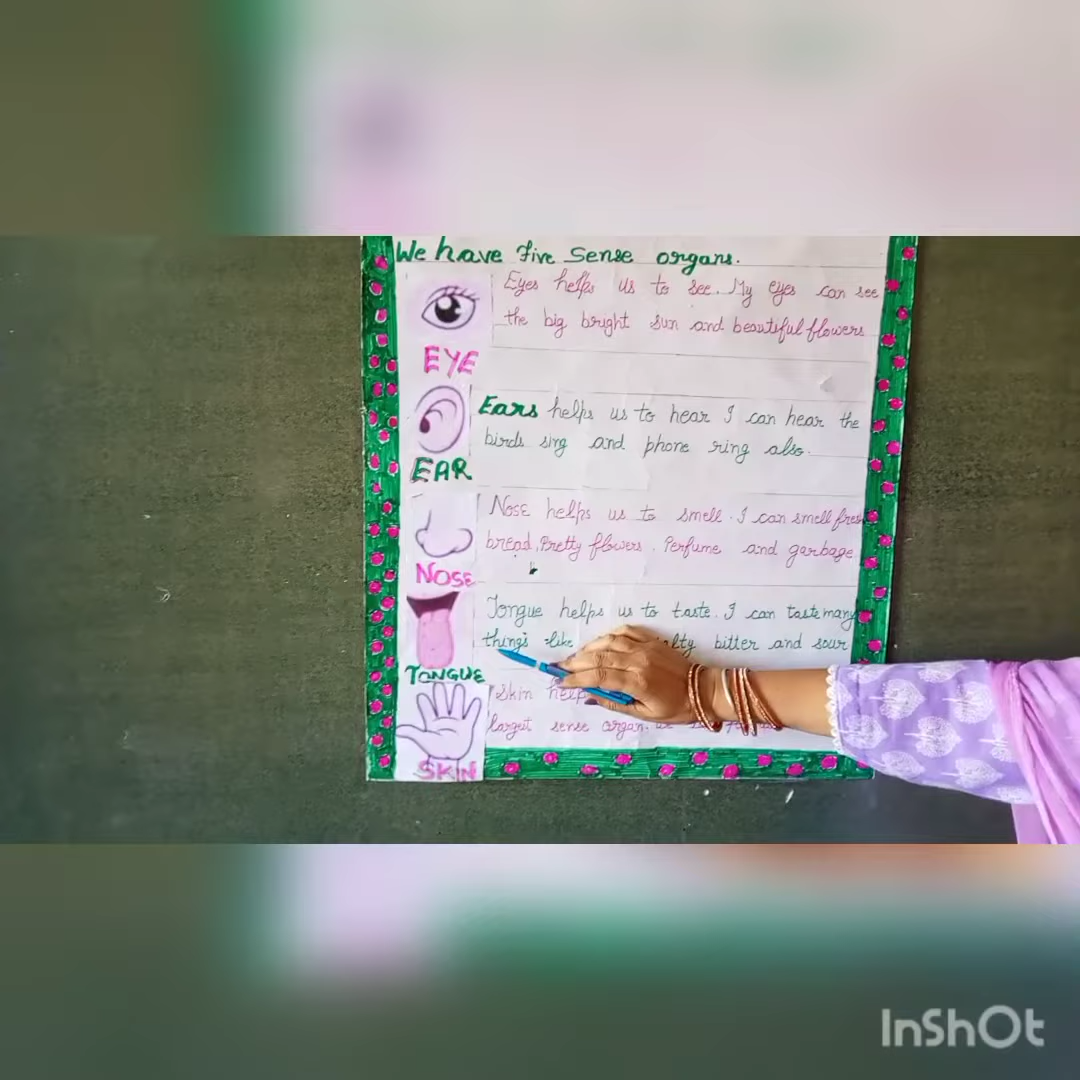 We have Five Sense organs.
Eyes helps us to see. My eyes can see
the big bright sun and beautiful flowers
EYE
Ears helps us to hear I can hear the
birds sing and phone ring also.
EAR
Nose helps us to smell. I can smell fresh
bread, Pretty flowers. Perfume and garbage.
NOSE
Tongue helps us to taste. I can taste many
things like bitter and sour
TONGUE
Skin
largest sense organ.
SKIN
InShOt